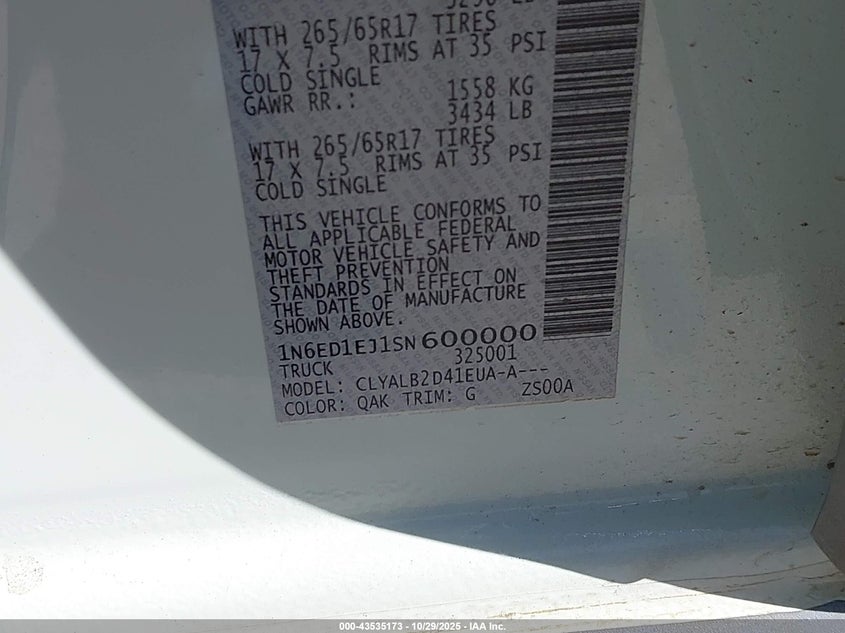 WITH 265/65R17 TIRES
17 X 7.5 RIMS AT 35 PSI
COLD SINGLE
GAWR RR.: 1558 KG
3434 LB
WITH 265/65R17 TIRES
17 X 7.5 RIMS AT 35 PSI
COLD SINGLE
THIS VEHICLE CONFORMS TO
ALL APPLICABLE FEDERAL
MOTOR VEHICLE SAFETY AND
THEFT PREVENTION
STANDARDS IN EFFECT ON
THE DATE OF MANUFACTURE
SHOWN ABOVE.
1N6ED1EJ1SN600000
TRUCK 325001
MODEL: CLYALB2D41EUA-A---
COLOR: QAK TRIM: G ZS00A
000-43535173 - 10/29/2025 - IAA Inc.